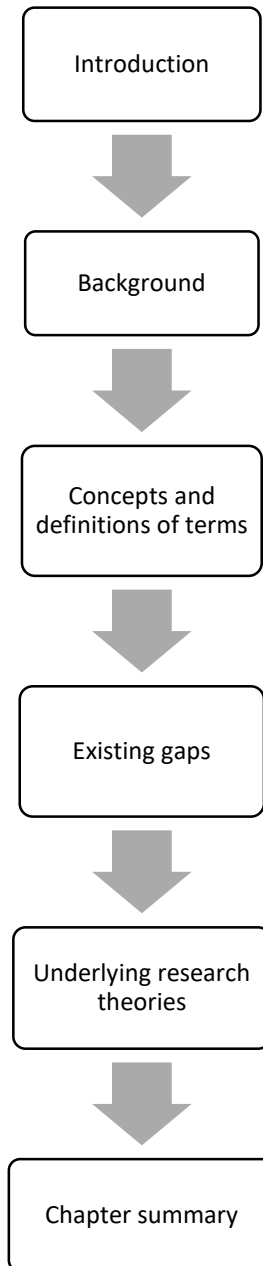 Introduction
Background
Concepts and
definitions of terms
Existing gaps
Underlying research
theories
Chapter summary